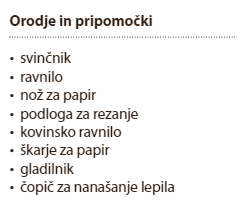 Orodje in pripomočki
• svinčnik
• ravnilo
• nož za papir
• podloga za rezanje
• kovinsko ravnilo
• škarje za papir
• gladilnik
• čopič za nanašanje lepila